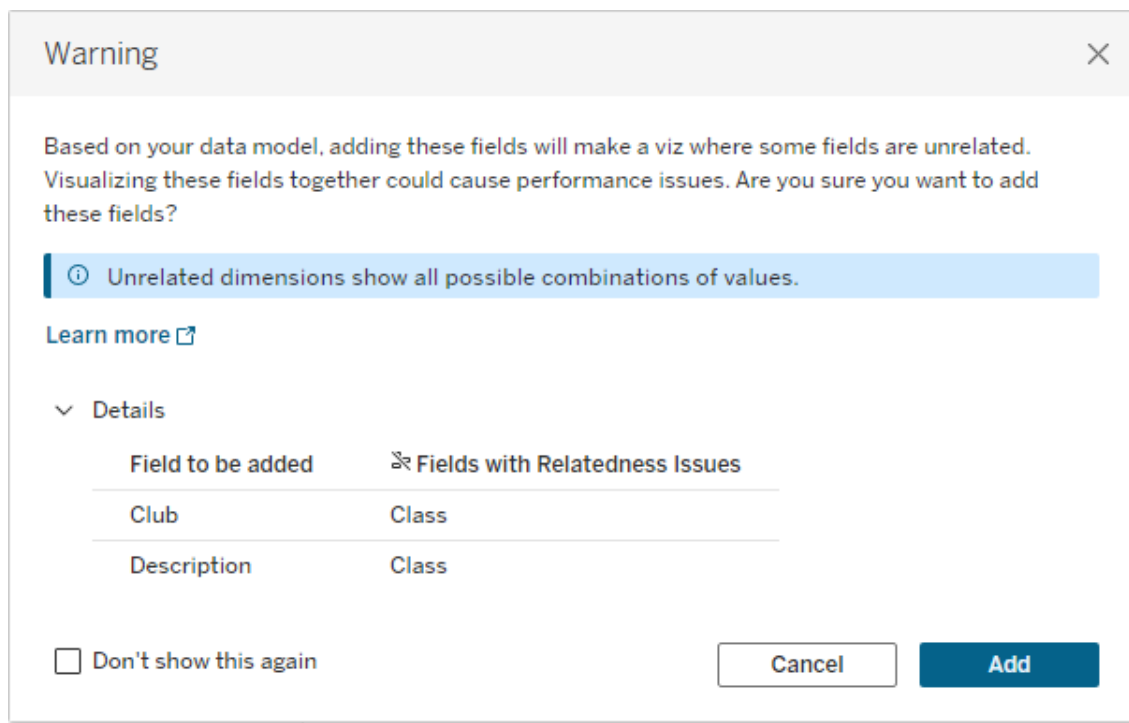 Warning
Based on your data model, adding these fields will make a viz where some fields are unrelated.
Visualizing these fields together could cause performance issues. Are you sure you want to add
these fields?
Unrelated dimensions show all possible combinations of values.
Learn more
Details
Field to be added Fields with Relatedness Issues
Club Class
Description Class
Don't show this again Cancel Add